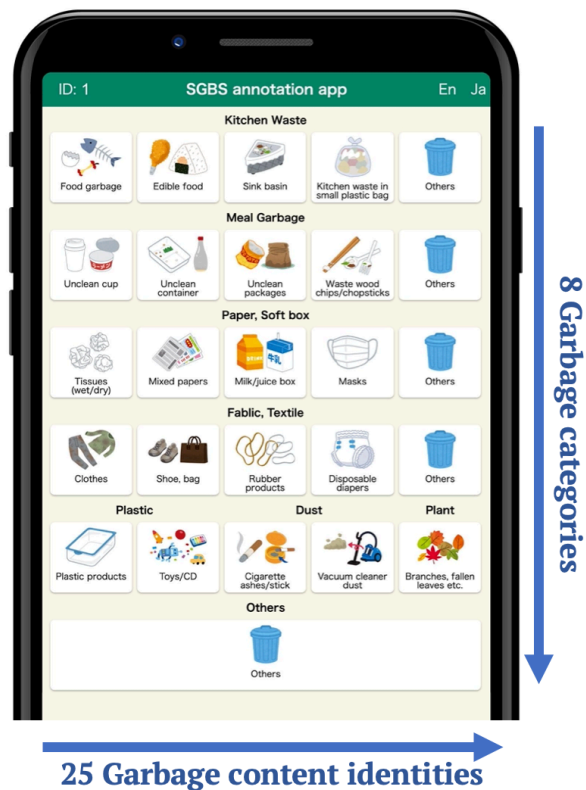 ID: 1 SGBS annotation app En Ja
Kitchen Waste
Food garbage Edible food Sink basin Kitchen waste in small plastic bag Others
Meal Garbage
Unclean cup Unclean container Unclean packages Waste wood chips/chopsticks Others
Paper, Soft box
牛乳
Tissues (wet/dry) Mixed papers Milk/juice box Masks Others
Fablic, Textile
Clothes Shoe, bag Rubber products Disposable diapers Others
Plastic Dust Plant
Plastic products Toys/CD Cigarette ashes/stick Vacuum cleaner dust Branches, fallen leaves etc.
Others
Others
8 Garbage categories
25 Garbage content identities